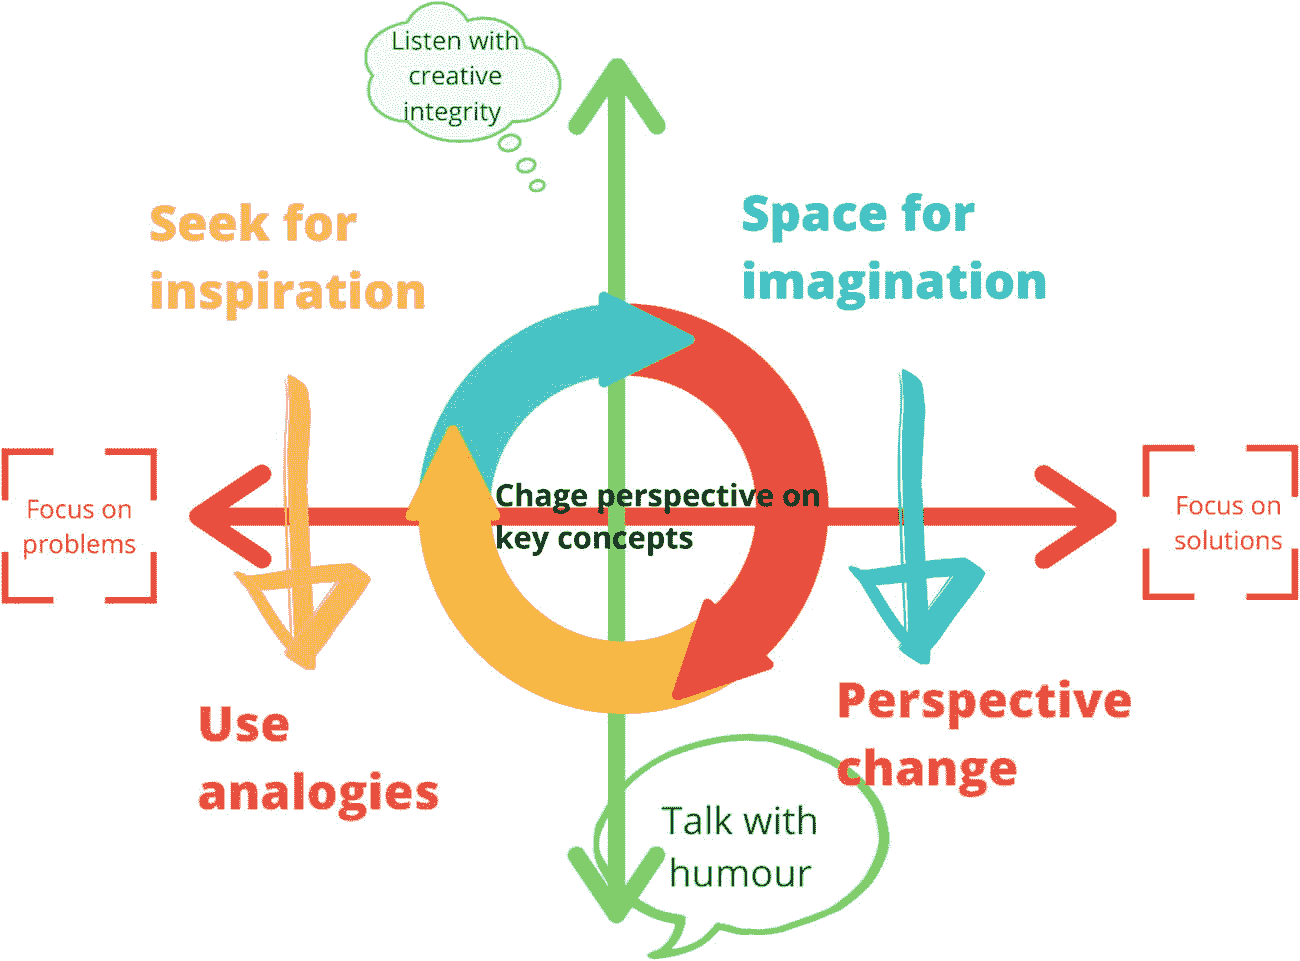 Listen with
creative
integrity
Seek for
inspiration
Space for
imagination
Focus on
problems
Chage perspective on
key concepts
Focus on
solutions
Use
analogies
Perspective
change
Talk with
humour